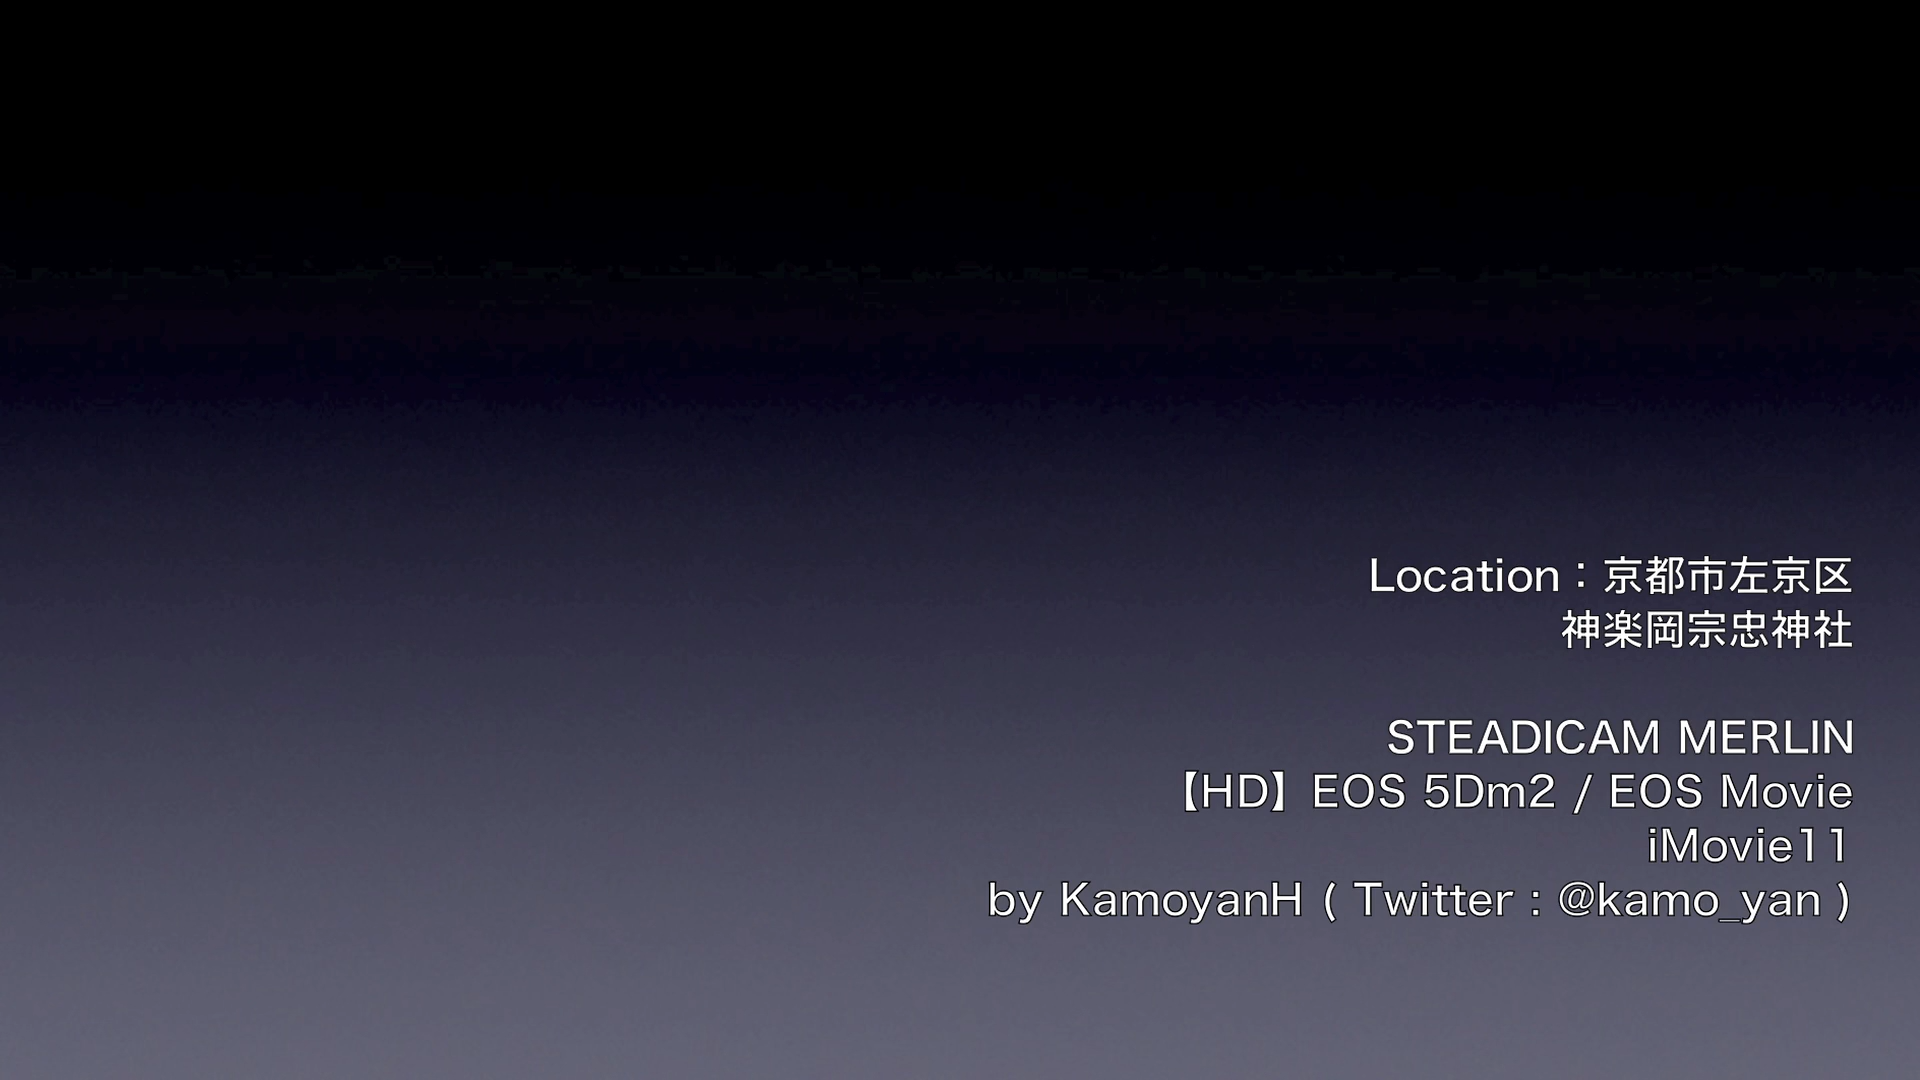 Location：京都市左京区
神楽岡宗忠神社
STEADICAM MERLIN
【HD】EOS 5Dm2 / EOS Movie
iMovie11
by KamoyanH ( Twitter : @kamo_yan )